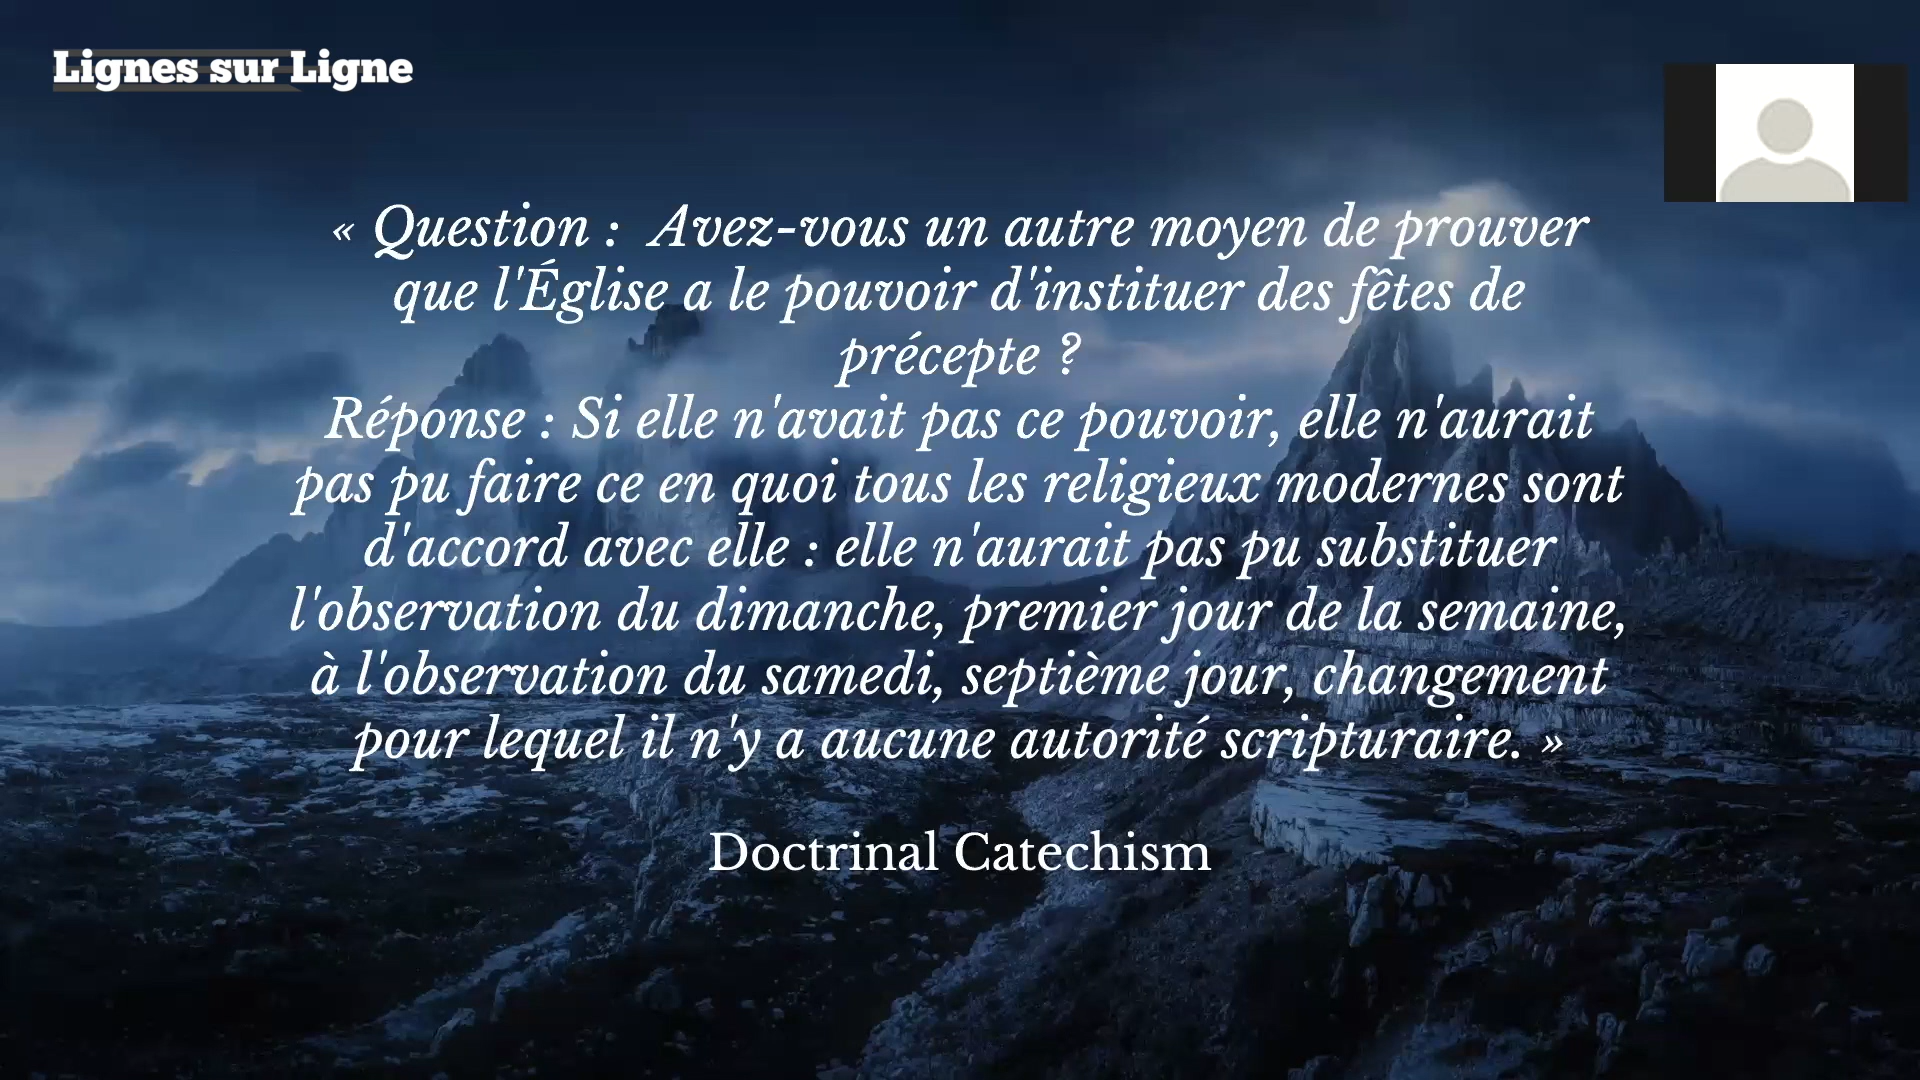 Lignes sur Ligne
« Question :  Avez-vous un autre moyen de prouver
que l'Église a le pouvoir d'instituer des fêtes de
précepte ?
Réponse : Si elle n'avait pas ce pouvoir, elle n'aurait
pas pu faire ce en quoi tous les religieux modernes sont
d'accord avec elle : elle n'aurait pas pu substituer
l'observation du dimanche, premier jour de la semaine,
à l'observation du samedi, septième jour, changement
pour lequel il n'y a aucune autorité scripturaire. »
Doctrinal Catechism